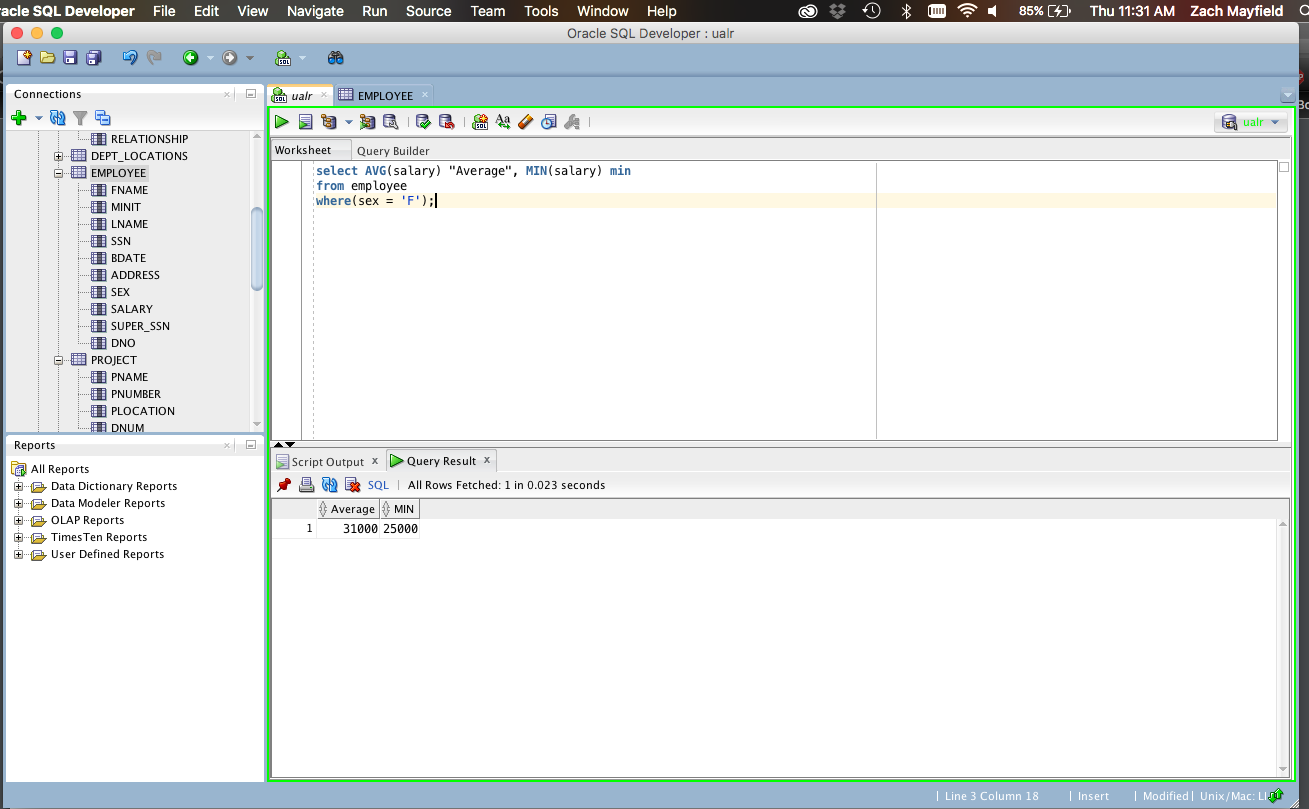 racle SQL Developer File Edit View Navigate Run Source Team Tools Window Help 85% Thu 11:31 AM Zach Mayfield
Oracle SQL Developer : ualr
Connections
RELATIONSHIP
DEPT_LOCATIONS
EMPLOYEE
FNAME
MINIT
LNAME
SSN
BDATE
ADDRESS
SEX
SALARY
SUPER_SSN
DNO
PROJECT
PNAME
PNUMBER
PLOCATION
DNUM
Reports
All Reports
Data Dictionary Reports
Data Modeler Reports
OLAP Reports
TimesTen Reports
User Defined Reports
ualr EMPLOYEE
ualr
Worksheet Query Builder
select AVG(salary) "Average", MIN(salary) min
from employee
where(sex = 'F');
Script Output x Query Result x
SQL | All Rows Fetched: 1 in 0.023 seconds
Average MIN
1 31000 25000
| Line 3 Column 18 | Insert | Modified | Unix/Mac: L